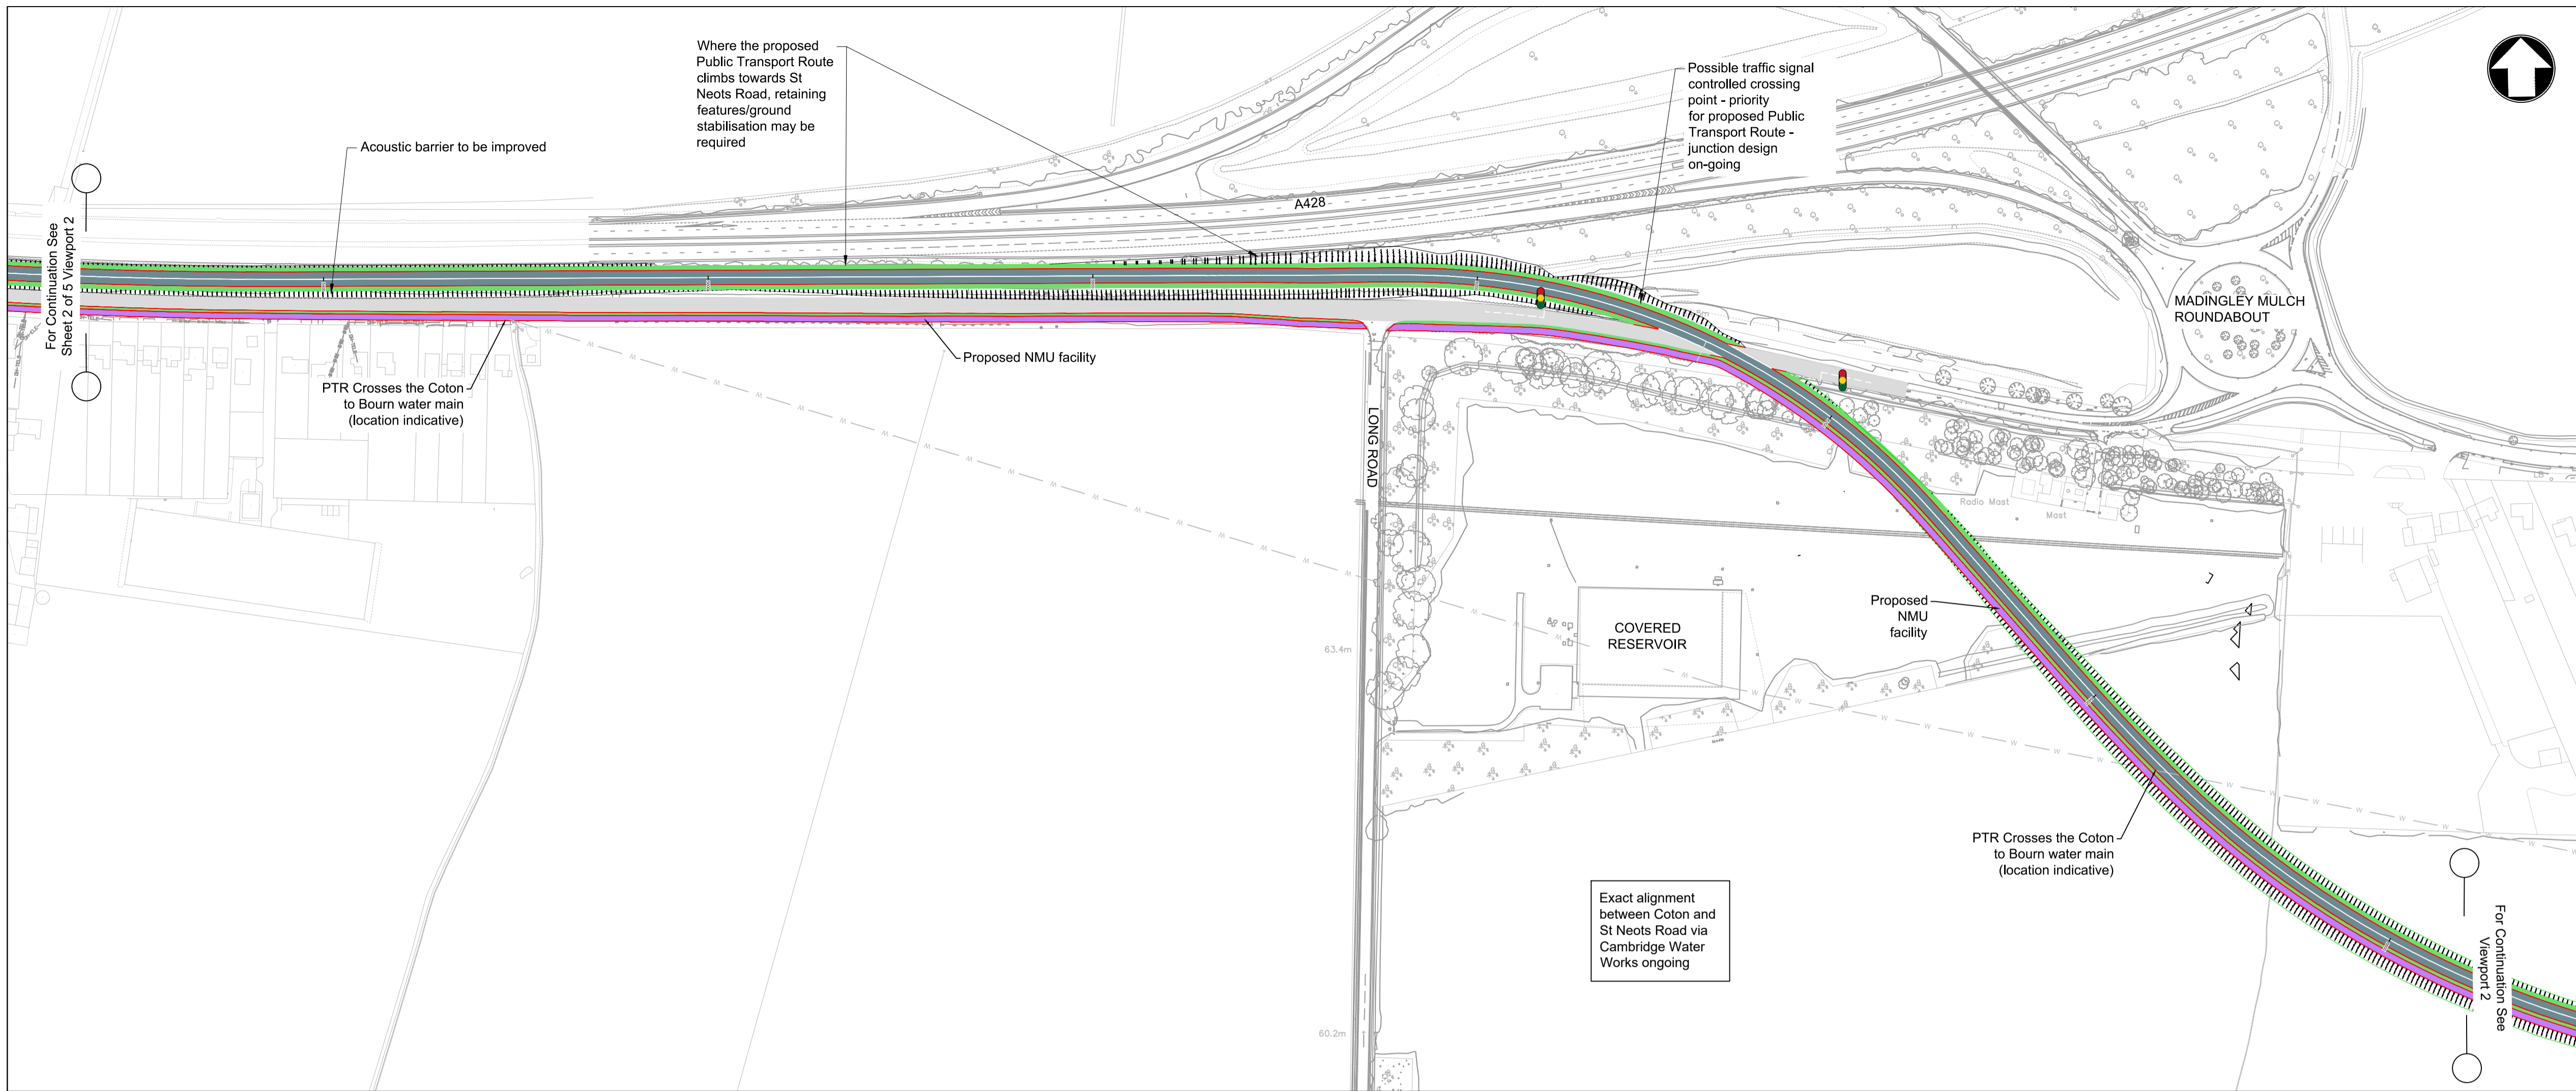 Where the proposed
Public Transport Route
climbs towards St
Neots Road, retaining
features/ground
stabilisation may be
required
Possible traffic signal
controlled crossing
point - priority
for proposed Public
Transport Route -
junction design
on-going
Acoustic barrier to be improved
A428
For Continuation See
Sheet 2 of 5 Viewport 2
MADINGLEY MULCH
ROUNDABOUT
Proposed NMU facility
PTR Crosses the Coton
to Bourn water main
(location indicative)
LONG ROAD
Radio Mast
Mast
LB
Proposed
NMU
facility
COVERED
RESERVOIR
63.4m
PTR Crosses the Coton
to Bourn water main
(location indicative)
Exact alignment
between Coton and
St Neots Road via
Cambridge Water
Works ongoing
For Continuation See
Viewport 2
60.2m